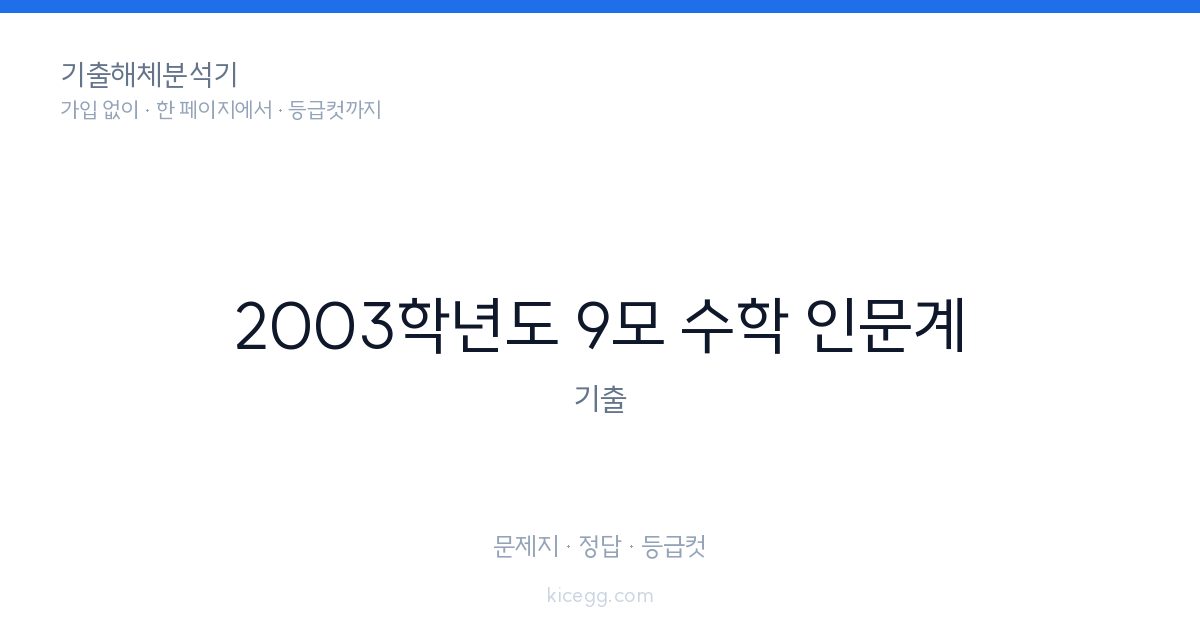 기출해체분석기
가입 없이 · 한 페이지에서 · 등급컷까지
2003학년도 9모 수학 인문계
기출
문제지 · 정답 · 등급컷
kicegg.com